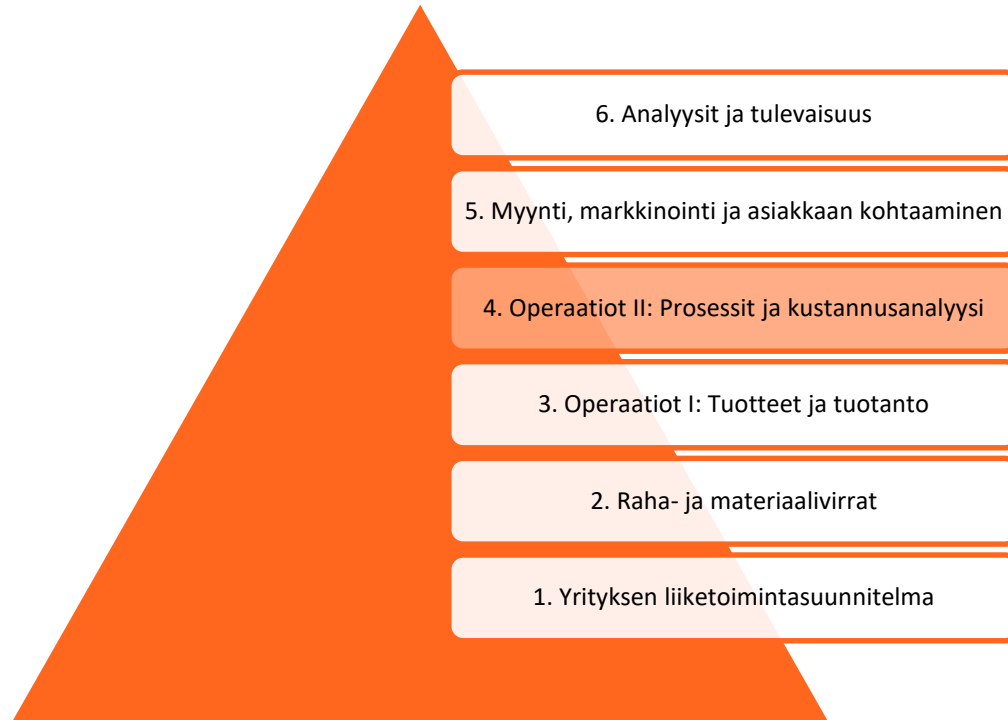 6. Analyysit ja tulevaisuus
5. Myynti, markkinointi ja asiakkaan kohtaaminen
4. Operaatiot II: Prosessit ja kustannusanalyysi
3. Operaatiot I: Tuotteet ja tuotanto
2. Raha- ja materiaalivirrat
1. Yrityksen liiketoimintasuunnitelma